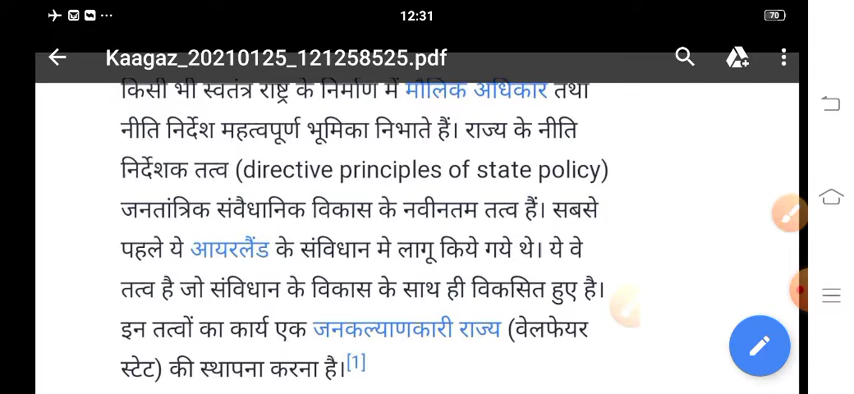 12:31
70
Kaagaz_20210125_121258525.pdf
किसी भी स्वतंत्र राष्ट्र के निर्माण में मौलिक अधिकार तथा
नीति निर्देश महत्वपूर्ण भूमिका निभाते हैं। राज्य के नीति
निर्देशक तत्व (directive principles of state policy)
जनतांत्रिक संवैधानिक विकास के नवीनतम तत्व हैं। सबसे
पहले ये आयरलैंड के संविधान मे लागू किये गये थे। ये वे
तत्व है जो संविधान के विकास के साथ ही विकसित हुए है।
इन तत्वों का कार्य एक जनकल्याणकारी राज्य (वेलफेयर
स्टेट) की स्थापना करना है।[1]